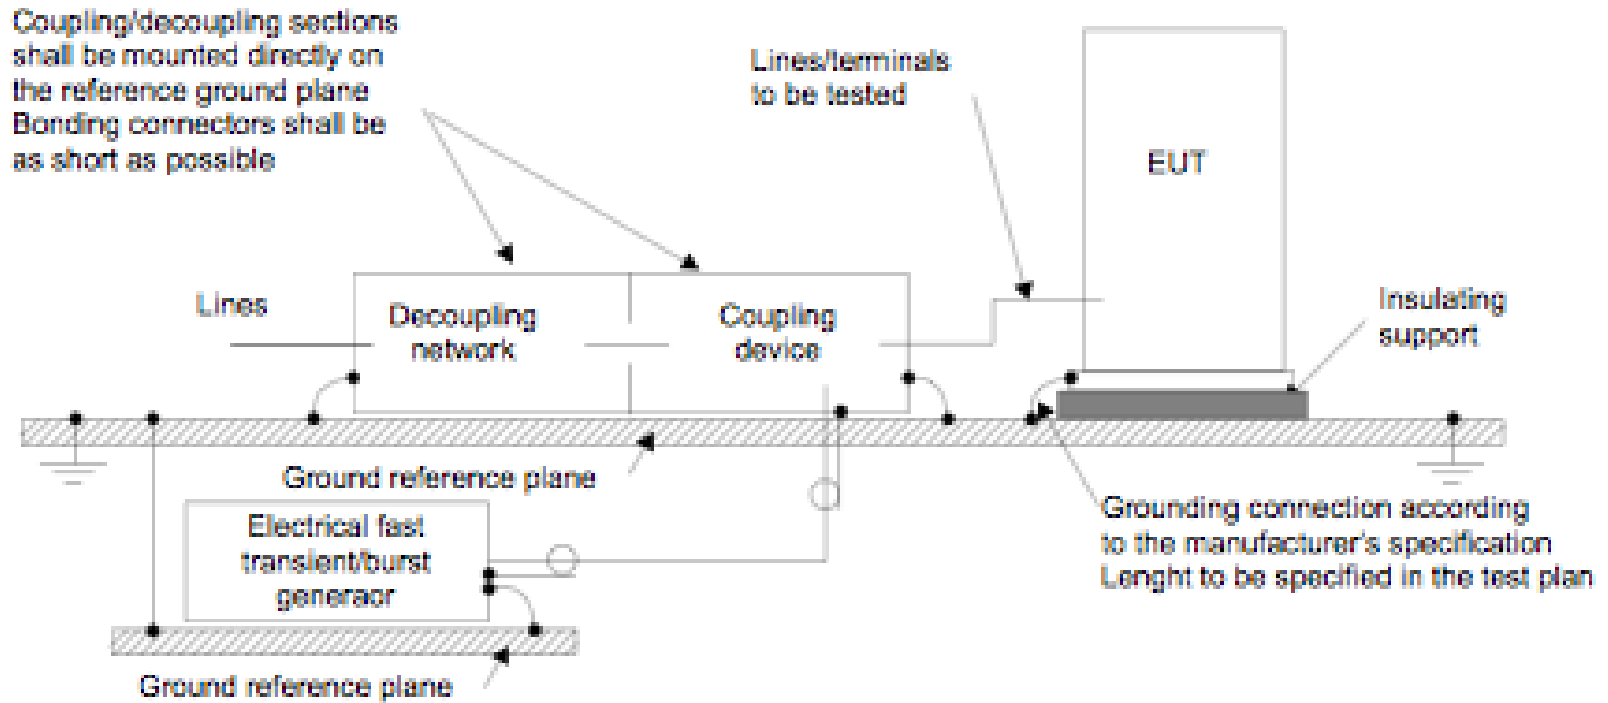 Coupling/decoupling sections
shall be mounted directly on
the reference ground plane
Bonding connectors shall be
as short as possible
Lines/terminals
to be tested
EUT
Lines
Decoupling
network
Coupling
device
Insulating
support
Ground reference plane
Electrical fast
transient/burst
generaor
Grounding connection according
to the manufacturer's specification
Lenght to be specified in the test plan
Ground reference plane